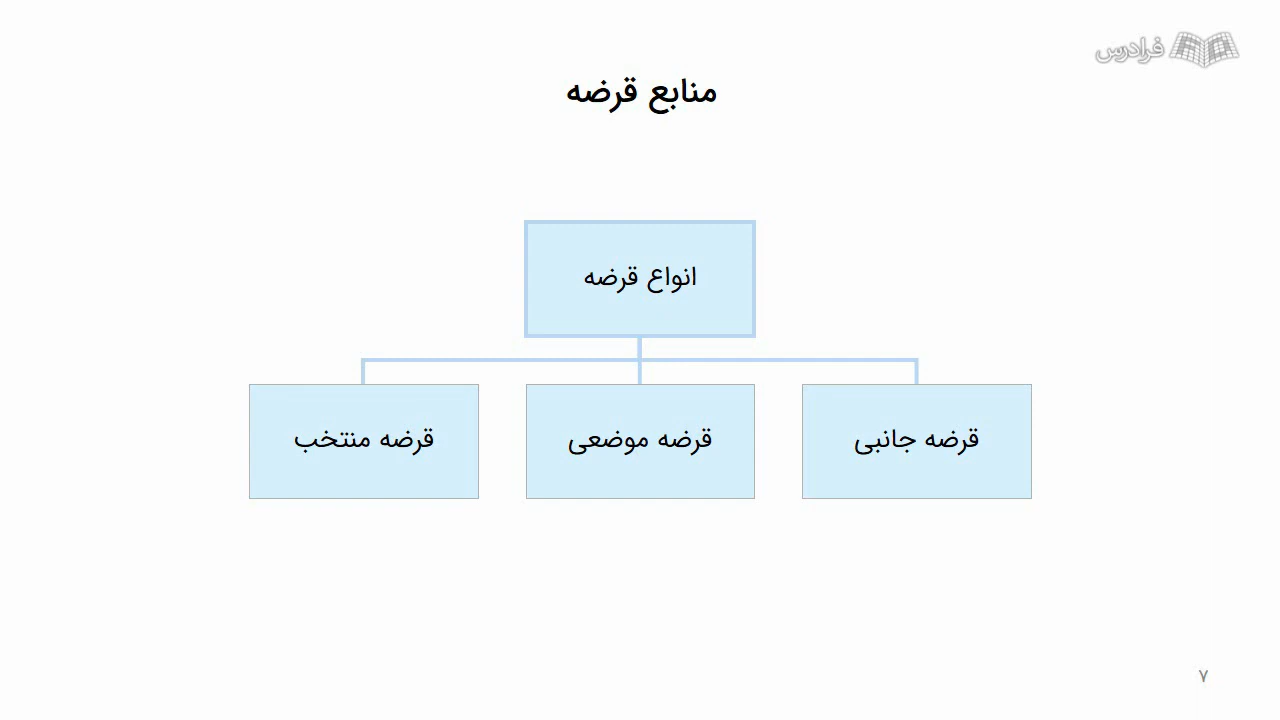 فرادرس
منابع قرضه
انواع قرضه
قرضه جانبی
قرضه موضعی
قرضه منتخب
۷